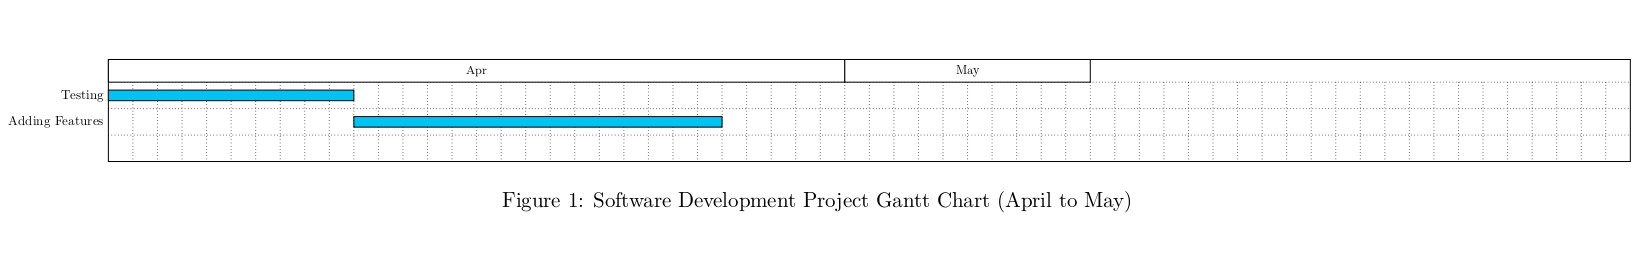 Apr
May
Testing
Adding Features
Figure 1: Software Development Project Gantt Chart (April to May)